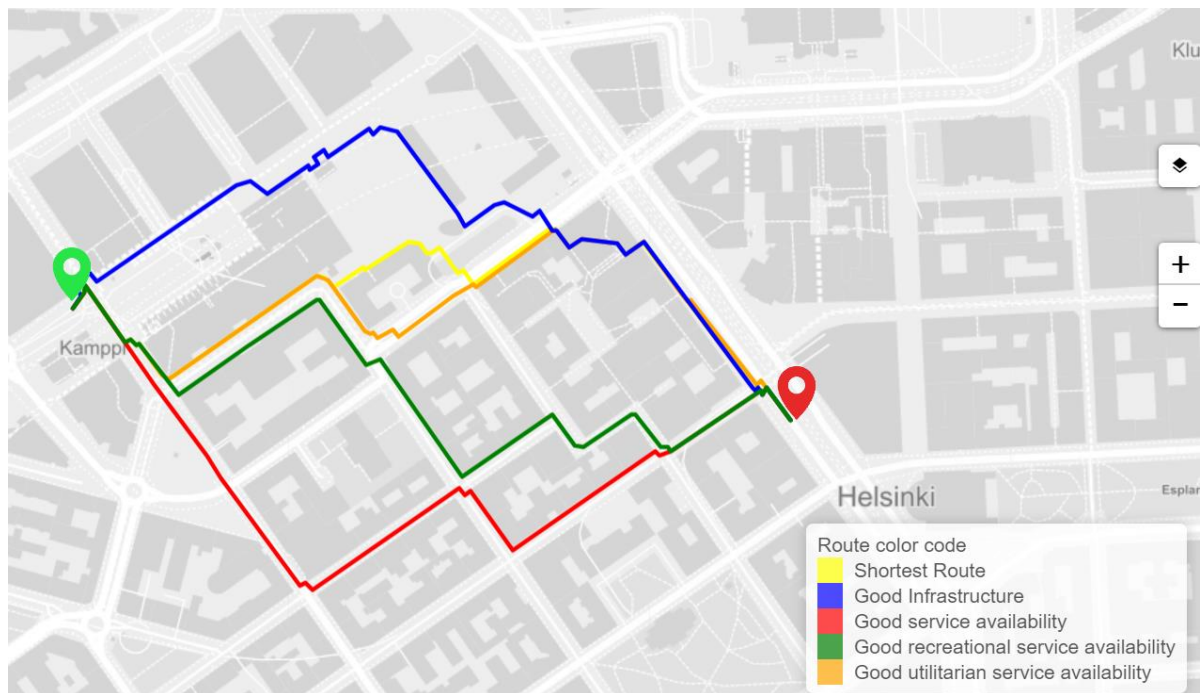 Klu
Kamppi
Helsinki
Esplan
+
−
Route color code
Shortest Route
Good Infrastructure
Good service availability
Good recreational service availability
Good utilitarian service availability